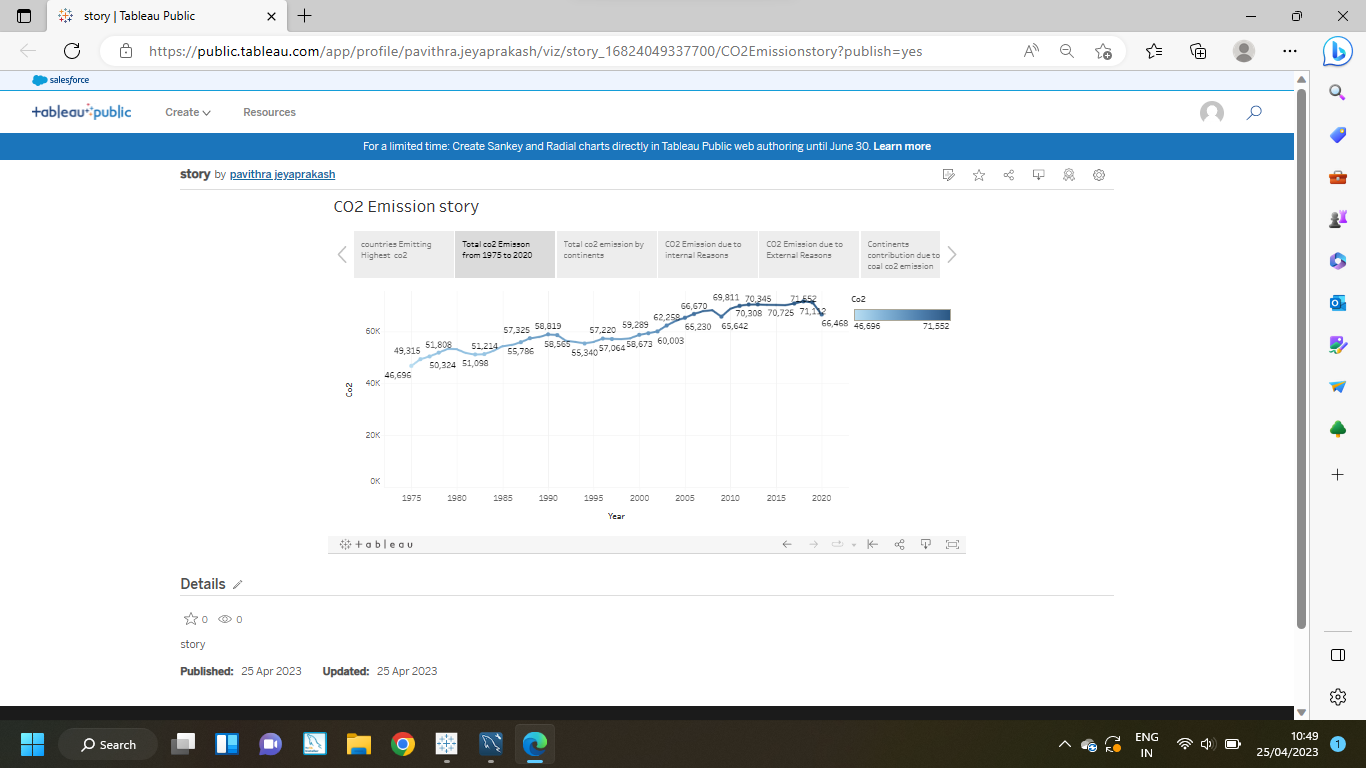 story | Tableau Public
https://public.tableau.com/app/profile/pavithra.jeyaprakash/viz/story_16824049337700/CO2Emissionstory?publish=yes
salesforce
+ableau public
Create
Resources
For a limited time: Create Sankey and Radial charts directly in Tableau Public web authoring until June 30. Learn more
story by pavithra jeyaprakash
CO2 Emission story
countries Emitting
Highest co2
Total co2 Emisson
from 1975 to 2020
Total co2 emission by
continents
CO2 Emission due to
internal Reasons
CO2 Emission due to
External Reasons
Continents
contribution due to
coal co2 emission
Co2
46,696 71,552
60K
40K
20K
0K
Co2
46,696
49,315
51,808
50,324
51,214
51,098
57,325
55,786
58,819
58,565
55,340
57,220
57,064
59,289
58,673
62,258
60,003
66,670
65,230
69,811
65,642
70,345
70,308
70,725
71,552
66,468
1975 1980 1985 1990 1995 2000 2005 2010 2015 2020
Year
+ableau
Details
0 0
story
Published: 25 Apr 2023 Updated: 25 Apr 2023
Search
ENG
IN
10:49
25/04/2023
1